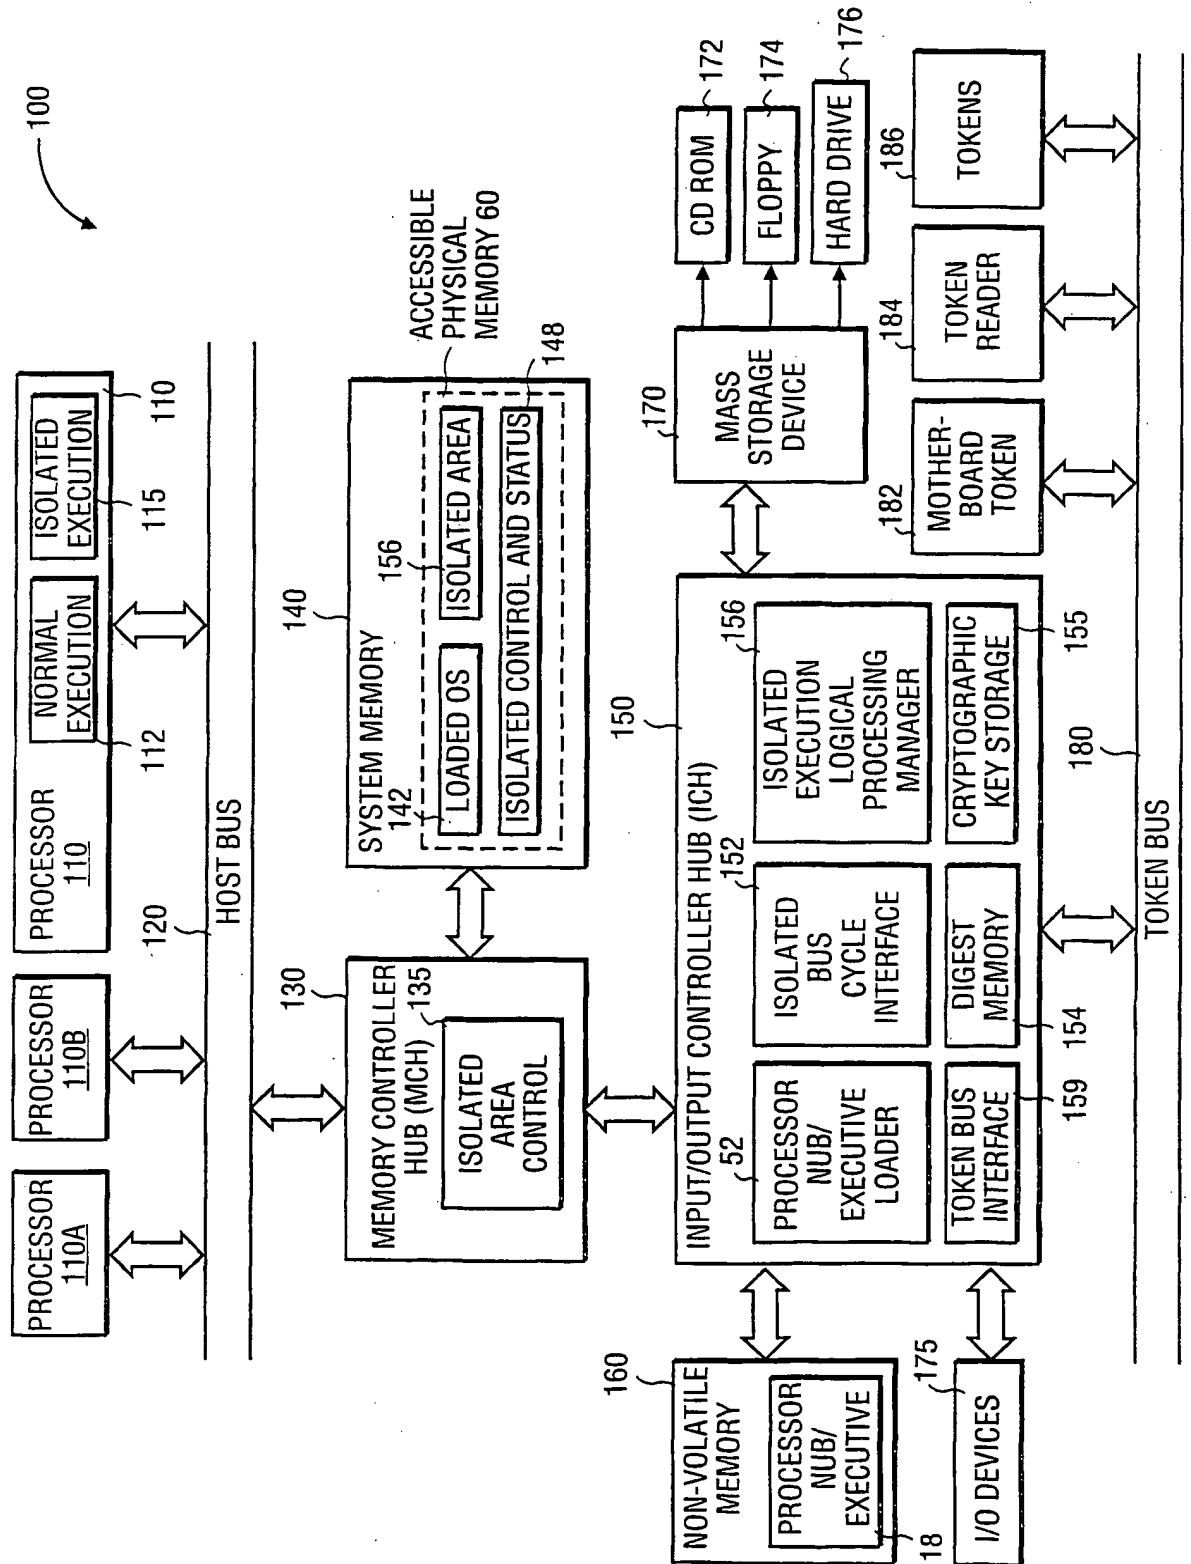 100
PROCESSOR
110A
PROCESSOR
110B
PROCESSOR
110
NORMAL
EXECUTION
112
ISOLATED
EXECUTION
115
110
120
HOST BUS
130
MEMORY CONTROLLER
HUB (MCH)
135
ISOLATED
AREA
CONTROL
140
SYSTEM MEMORY
142
LOADED OS
156
ISOLATED AREA
ISOLATED CONTROL AND STATUS
148
ACCESSIBLE
PHYSICAL
MEMORY 60
160
NON-VOLATILE
MEMORY
PROCESSOR
NUB/
EXECUTIVE
18
175
I/O DEVICES
150
INPUT/OUTPUT CONTROLLER HUB (ICH)
52
PROCESSOR
NUB/
EXECUTIVE
LOADER
152
ISOLATED
BUS
CYCLE
INTERFACE
156
ISOLATED
EXECUTION
LOGICAL
PROCESSING
MANAGER
TOKEN BUS
INTERFACE
159
DIGEST
MEMORY
154
CRYPTOGRAPHIC
KEY STORAGE
155
170
MASS
STORAGE
DEVICE
CD ROM
172
FLOPPY
174
HARD DRIVE
176
182
MOTHER-
BOARD
TOKEN
184
TOKEN
READER
186
TOKENS
180
TOKEN BUS